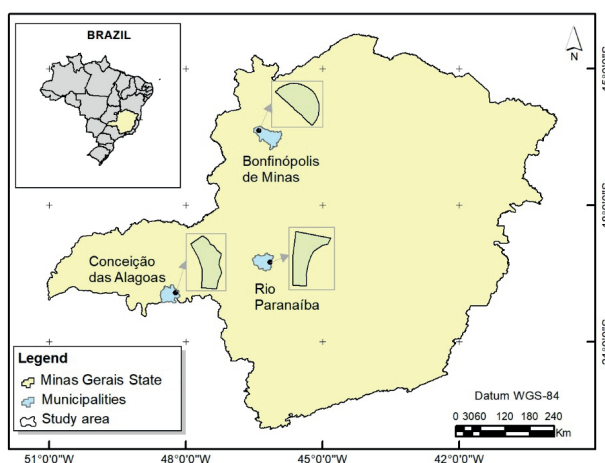 BRAZIL
N
Bonfinópolis
de Minas
Conceição
das Alagoas
Rio
Paranaíba
Legend
Minas Gerais State
Municipalities
Study area
Datum WGS-84
0 3060 120 180 240
Km
51°0'0"W 48°0'0"W 45°0'0"W 42°0'0"W